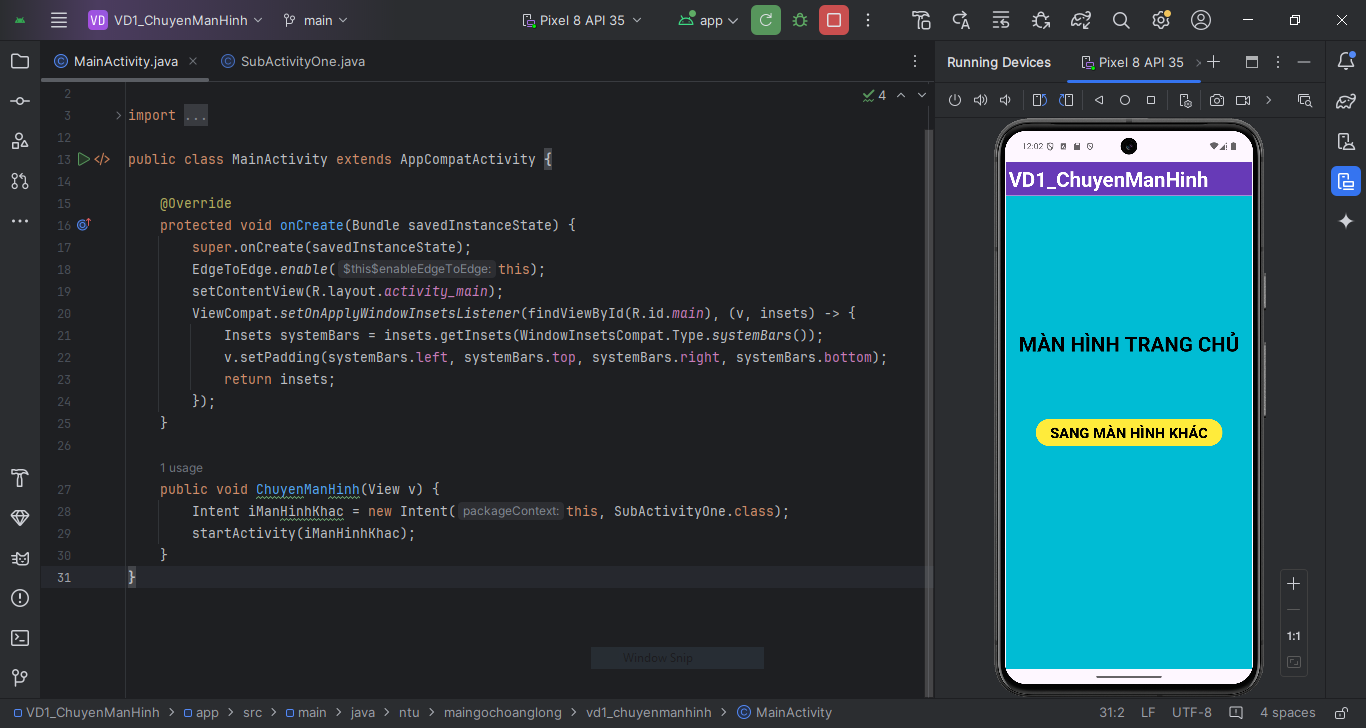 VD VD1_ChuyenManHinh main Pixel 8 API 35 app
MainActivity.java SubActivityOne.java Running Devices Pixel 8 API 35
4
2
3 import ...
12
13 public class MainActivity extends AppCompatActivity {
14
15 @Override
16 protected void onCreate(Bundle savedInstanceState) {
17 super.onCreate(savedInstanceState);
18 EdgeToEdge.enable( $this$enableEdgeToEdge: this);
19 setContentView(R.layout.activity_main);
20 ViewCompat.setOnApplyWindowInsetsListener(findViewById(R.id.main), (v, insets) -> {
21 Insets systemBars = insets.getInsets(WindowInsetsCompat.Type.systemBars());
22 v.setPadding(systemBars.left, systemBars.top, systemBars.right, systemBars.bottom);
23 return insets;
24 });
25 }
26
1 usage
27 public void ChuyenManHinh(View v) {
28 Intent iManHinhKhac = new Intent( packageContext: this, SubActivityOne.class);
29 startActivity(iManHinhKhac);
30 }
31 }
Window Snip
12:02
VD1_ChuyenManHinh
MÀN HÌNH TRANG CHỦ
SANG MÀN HÌNH KHÁC
1:1
VD1_ChuyenManHinh > app > src > main > java > ntu > maingochoanglong > vd1_chuyenmanhinh > MainActivity 31:2 LF UTF-8 4 spaces